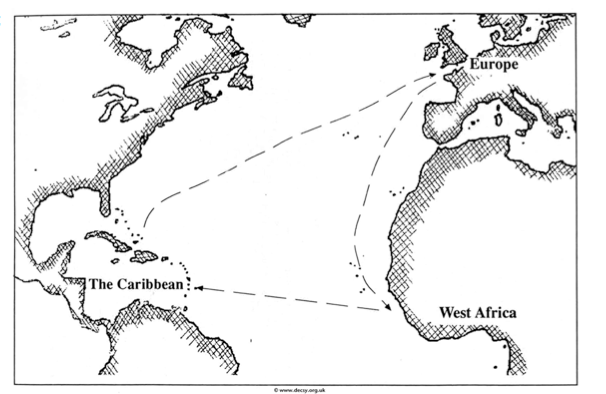 Europe
The Caribbean
West Africa
© www.decsy.org.uk